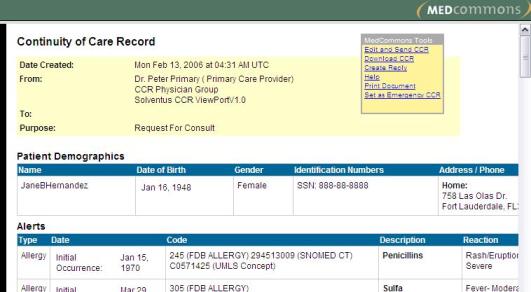 (MEDcommons)
Continuity of Care Record
MedCommons Tools
Edit and Send CCR
Download CCR
Create Reply
Help
Print Document
Set as Emergency CCR
Date Created: Mon Feb 13, 2006 at 04:31 AM UTC
From: Dr. Peter Primary ( Primary Care Provider)
CCR Physician Group
Solventus CCR ViewPort/1.0
To:
Purpose: Request For Consult
Patient Demographics
Name Date of Birth Gender Identification Numbers Address / Phone
JaneBHernandez Jan 16, 1948 Female SSN: 888-88-8888 Home:
758 Las Olas Dr.
Fort Lauderdale, FL
Alerts
Type Date Code Description Reaction
Allergy Initial Occurrence: Jan 15, 1970 245 (FDB ALLERGY) 294513009 (SNOMED CT) Penicillins Rash/Eruption
C0571425 (UMLS Concept) Severe
Allergy Initial Mar 29 305 (FDB ALLERGY) Sulfa Fever- Modera